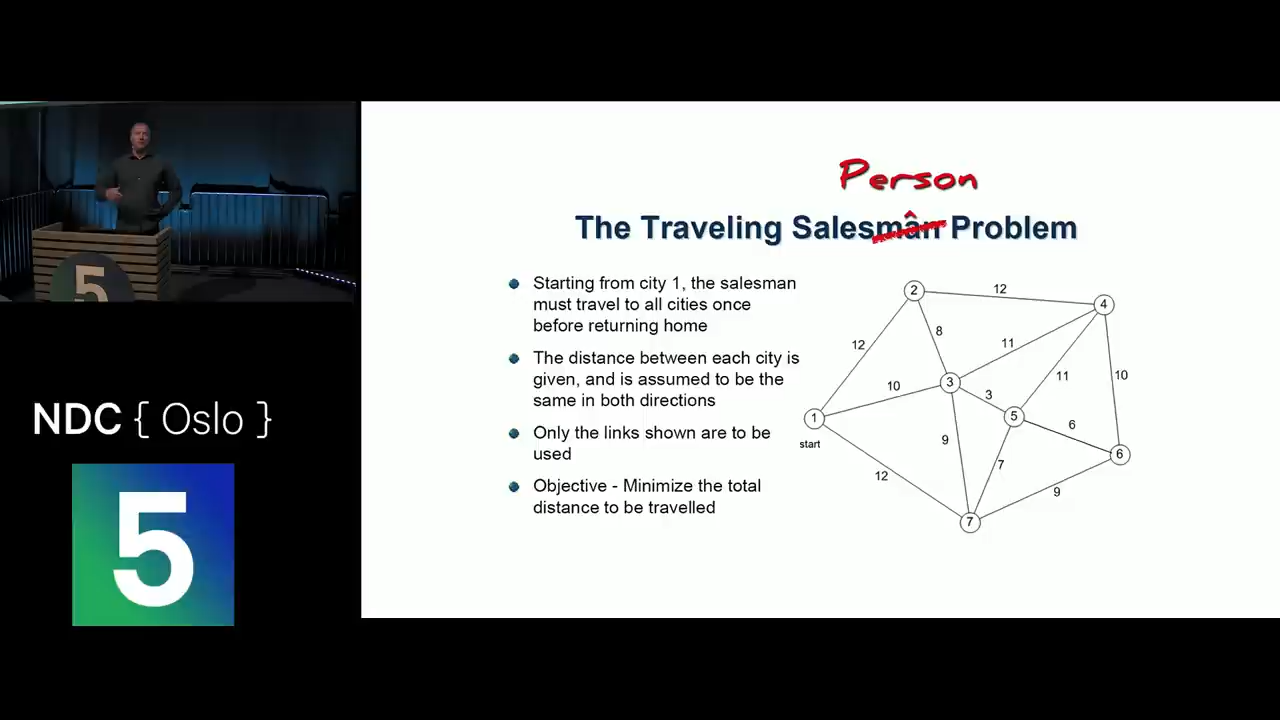 5
NDC { Oslo }
5
Person
^
The Traveling Salesman Problem
Starting from city 1, the salesman
must travel to all cities once
before returning home
The distance between each city is
given, and is assumed to be the
same in both directions
Only the links shown are to be
used
Objective - Minimize the total
distance to be travelled
2
12
4
8
12
11
3
10
11
10
3
1
5
start
6
9
6
7
12
9
7